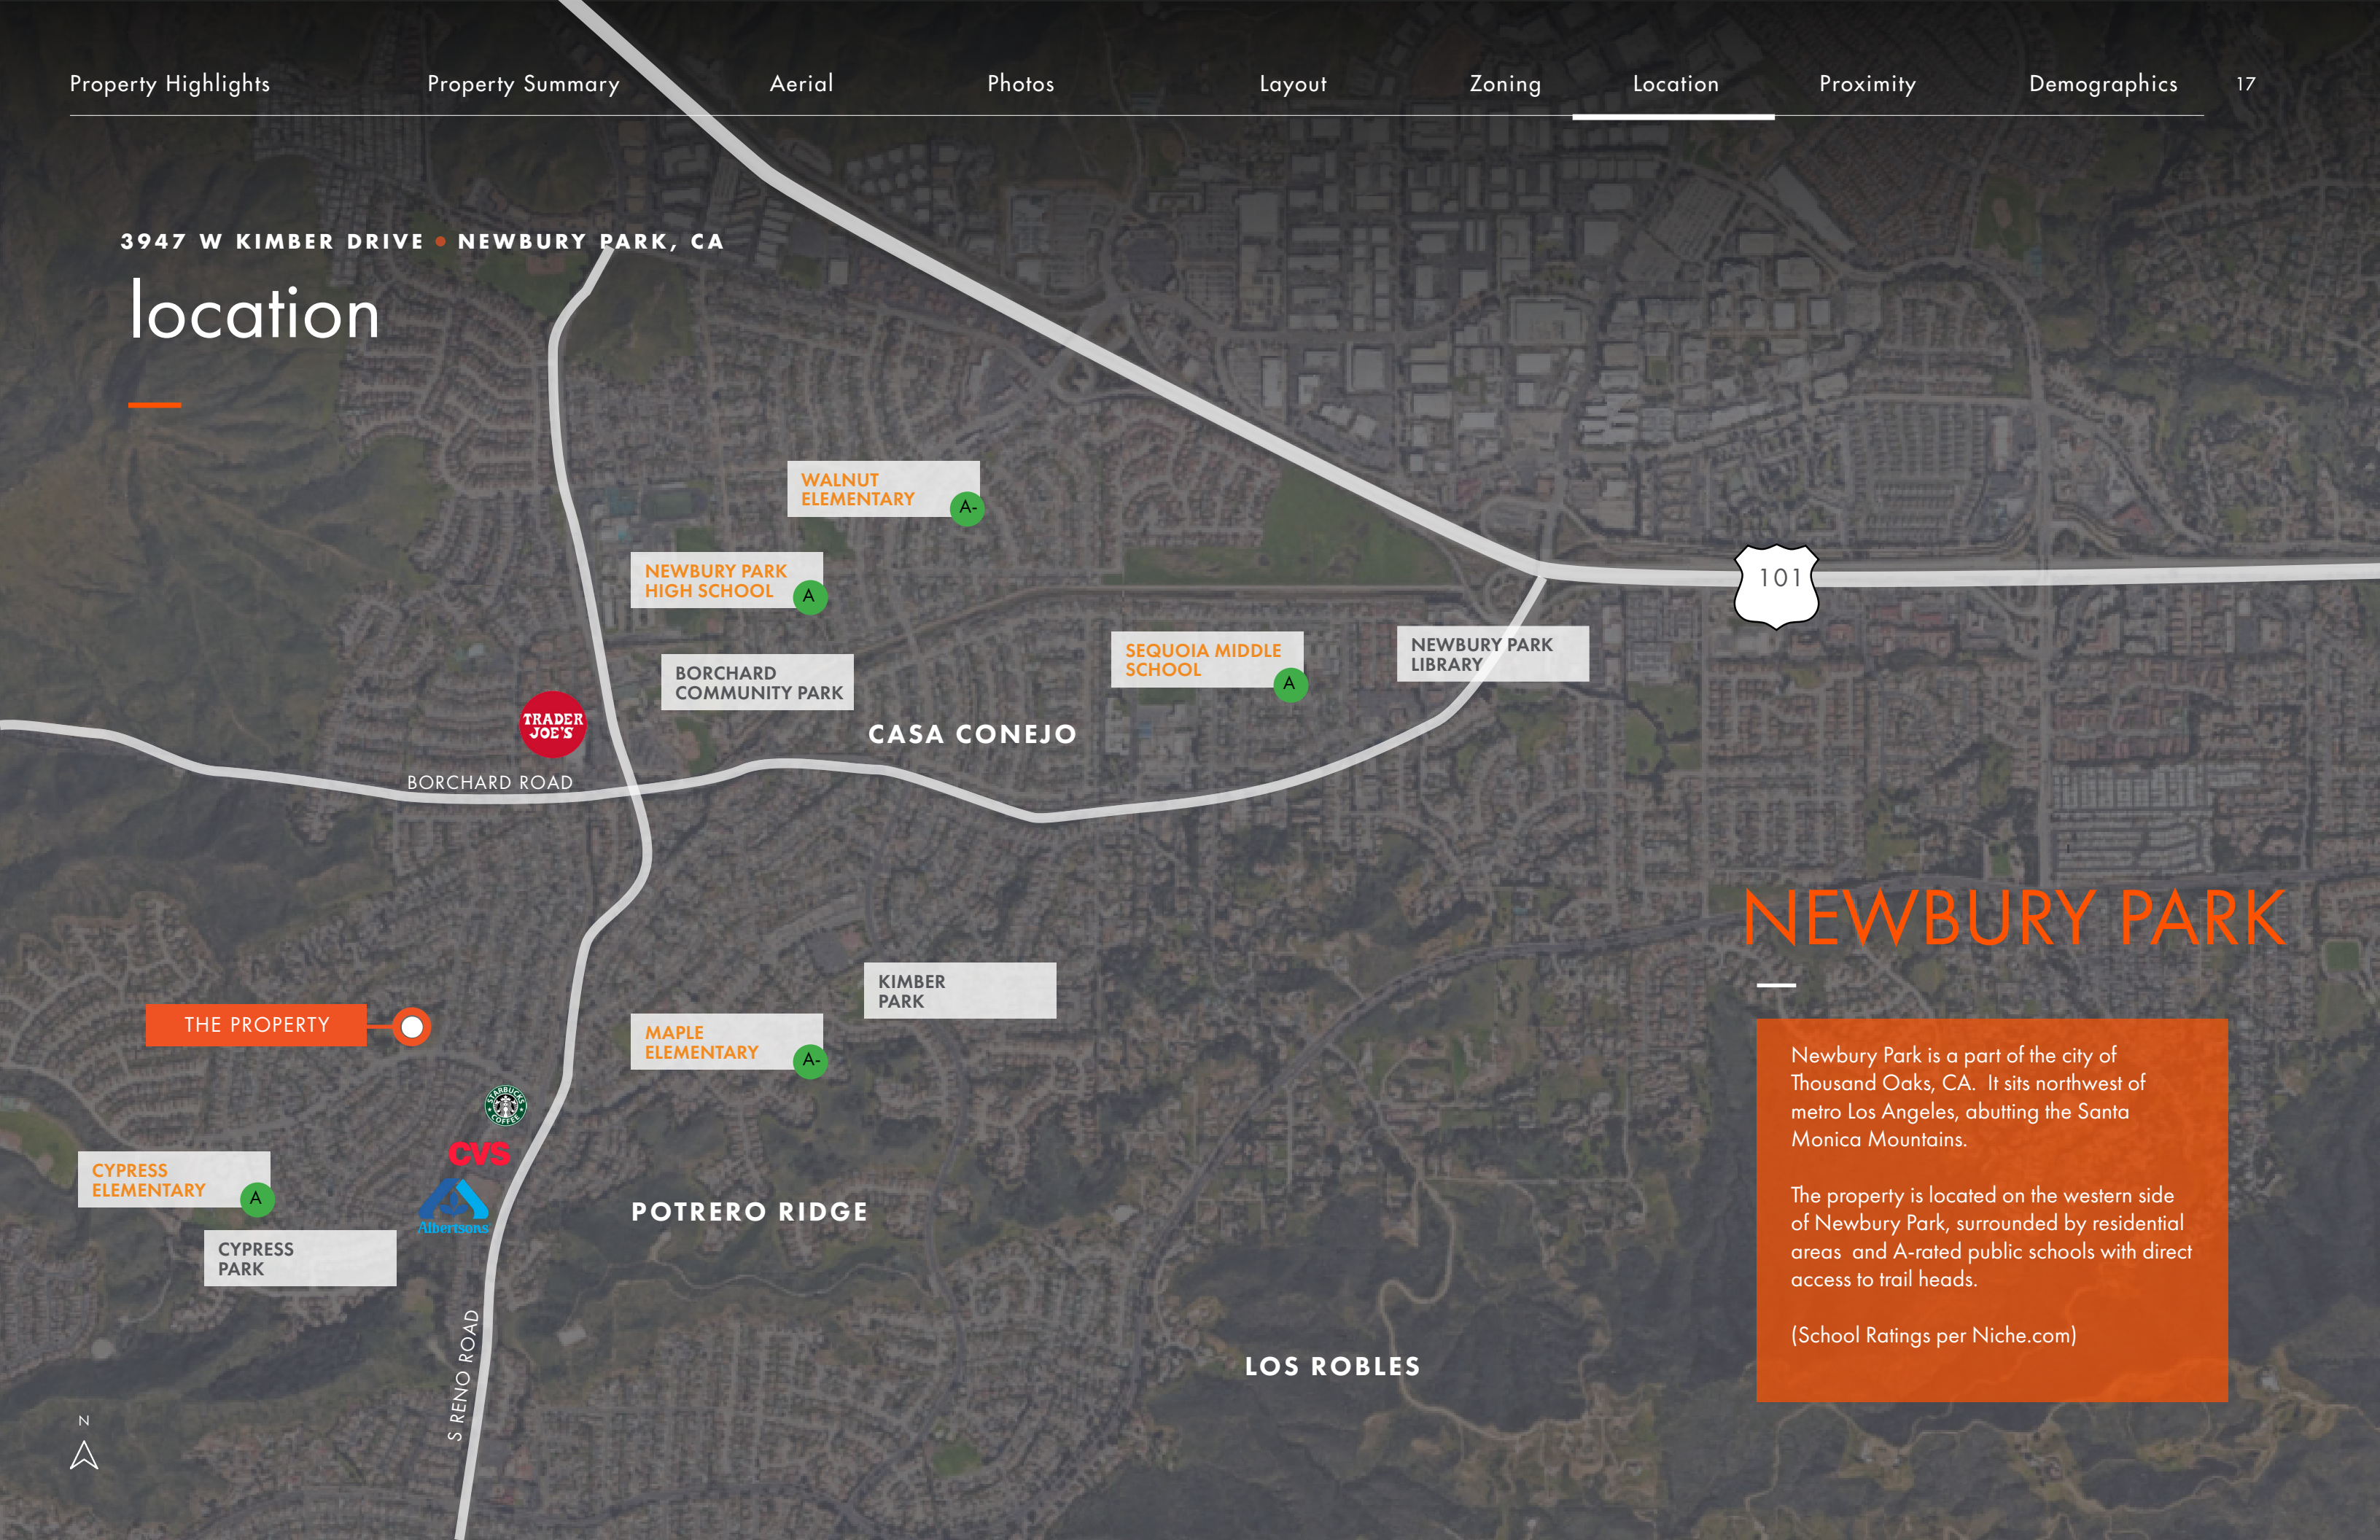 Property Highlights
Property Summary
Aerial
Photos
Layout
Zoning
Location
Proximity
Demographics
17
3947 W KIMBER DRIVE • NEWBURY PARK, CA
location
WALNUT
ELEMENTARY
A-
NEWBURY PARK
HIGH SCHOOL
A
BORCHARD
COMMUNITY PARK
SEQUOIA MIDDLE
SCHOOL
A
NEWBURY PARK
LIBRARY
101
TRADER
JOE'S
CASA CONEJO
BORCHARD ROAD
NEWBURY PARK
KIMBER
PARK
THE PROPERTY
MAPLE
ELEMENTARY
A-
STARBUCKS
COFFEE
CVS
Albertsons
CYPRESS
ELEMENTARY
A
CYPRESS
PARK
POTRERO RIDGE
LOS ROBLES
S RENO ROAD
N
Newbury Park is a part of the city of
Thousand Oaks, CA.  It sits northwest of
metro Los Angeles, abutting the Santa
Monica Mountains.
The property is located on the western side
of Newbury Park, surrounded by residential
areas  and A-rated public schools with direct
access to trail heads.
(School Ratings per Niche.com)